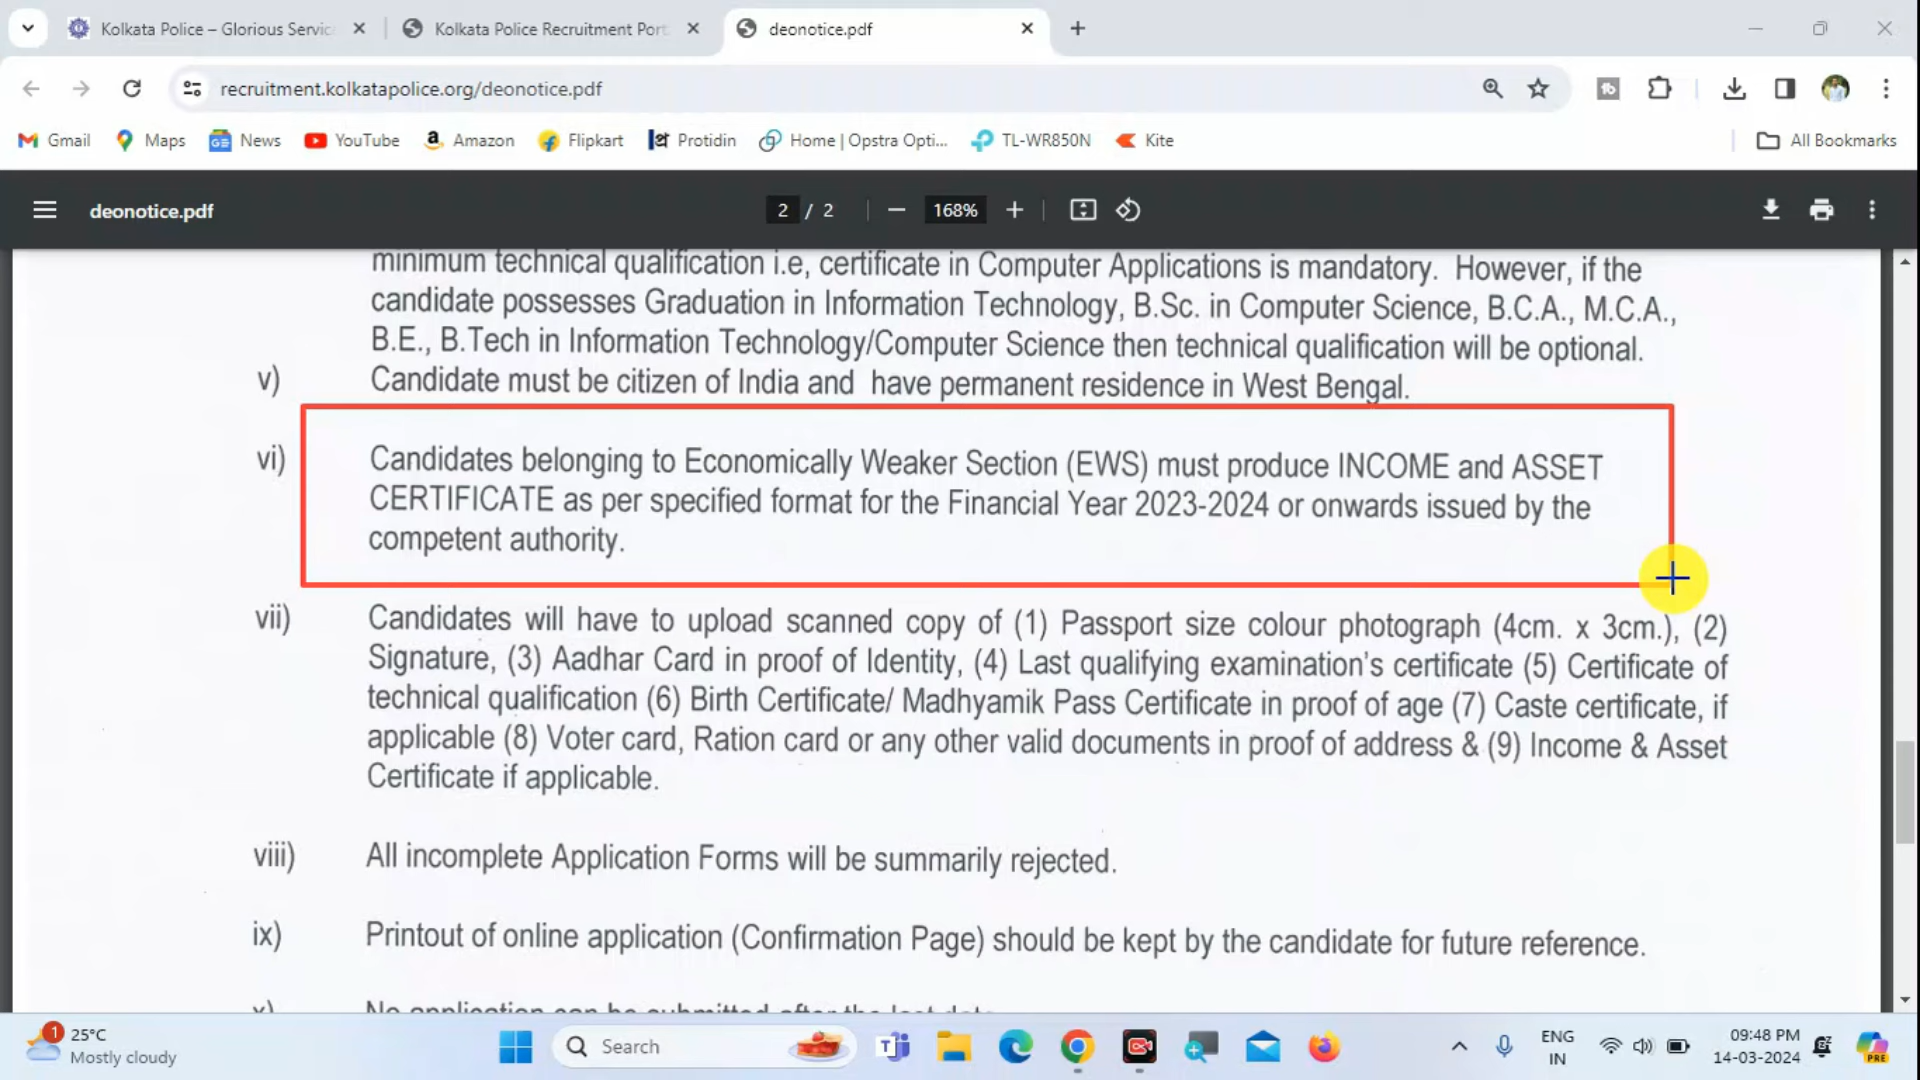 Kolkata Police – Glorious Servic
Kolkata Police Recruitment Port
deonotice.pdf
recruitment.kolkatapolice.org/deonotice.pdf
Gmail
Maps
News
YouTube
Amazon
Flipkart
Protidin
Home | Opstra Opti...
TL-WR850N
Kite
All Bookmarks
deonotice.pdf
2 / 2
168%
minimum technical qualification i.e, certificate in Computer Applications is mandatory. However, if the
candidate possesses Graduation in Information Technology, B.Sc. in Computer Science, B.C.A., M.C.A.,
B.E., B.Tech in Information Technology/Computer Science then technical qualification will be optional.
v) Candidate must be citizen of India and have permanent residence in West Bengal.
vi) Candidates belonging to Economically Weaker Section (EWS) must produce INCOME and ASSET
CERTIFICATE as per specified format for the Financial Year 2023-2024 or onwards issued by the
competent authority.
vii) Candidates will have to upload scanned copy of (1) Passport size colour photograph (4cm. x 3cm.), (2)
Signature, (3) Aadhar Card in proof of Identity, (4) Last qualifying examination's certificate (5) Certificate of
technical qualification (6) Birth Certificate/ Madhyamik Pass Certificate in proof of age (7) Caste certificate, if
applicable (8) Voter card, Ration card or any other valid documents in proof of address & (9) Income & Asset
Certificate if applicable.
viii) All incomplete Application Forms will be summarily rejected.
ix) Printout of online application (Confirmation Page) should be kept by the candidate for future reference.
x) No application can be submitted after the last date
1
25°C
Mostly cloudy
Search
ENG
IN
09:48 PM
14-03-2024
PRE